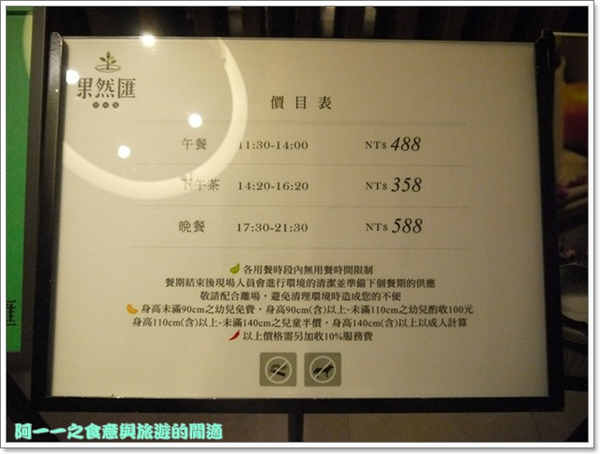 果然匯
價目表
午餐 11:30-14:00 NT$ 488
下午茶 14:20-16:20 NT$ 358
晚餐 17:30-21:30 NT$ 588
各用餐時段內無用餐時間限制
餐期結束後現場人員會進行環境的清潔並準備下個餐期的供應
敬請配合離場，避免清理環境時造成您的不便
身高未滿90cm之幼兒免費，身高90cm(含)以上-未滿110cm之幼兒酌收100元
身高110cm(含)以上-未滿140cm之兒童半價，身高140cm(含)以上以成人計算
以上價格需另加收10%服務費
匯
阿一一之食意與旅遊的閒適